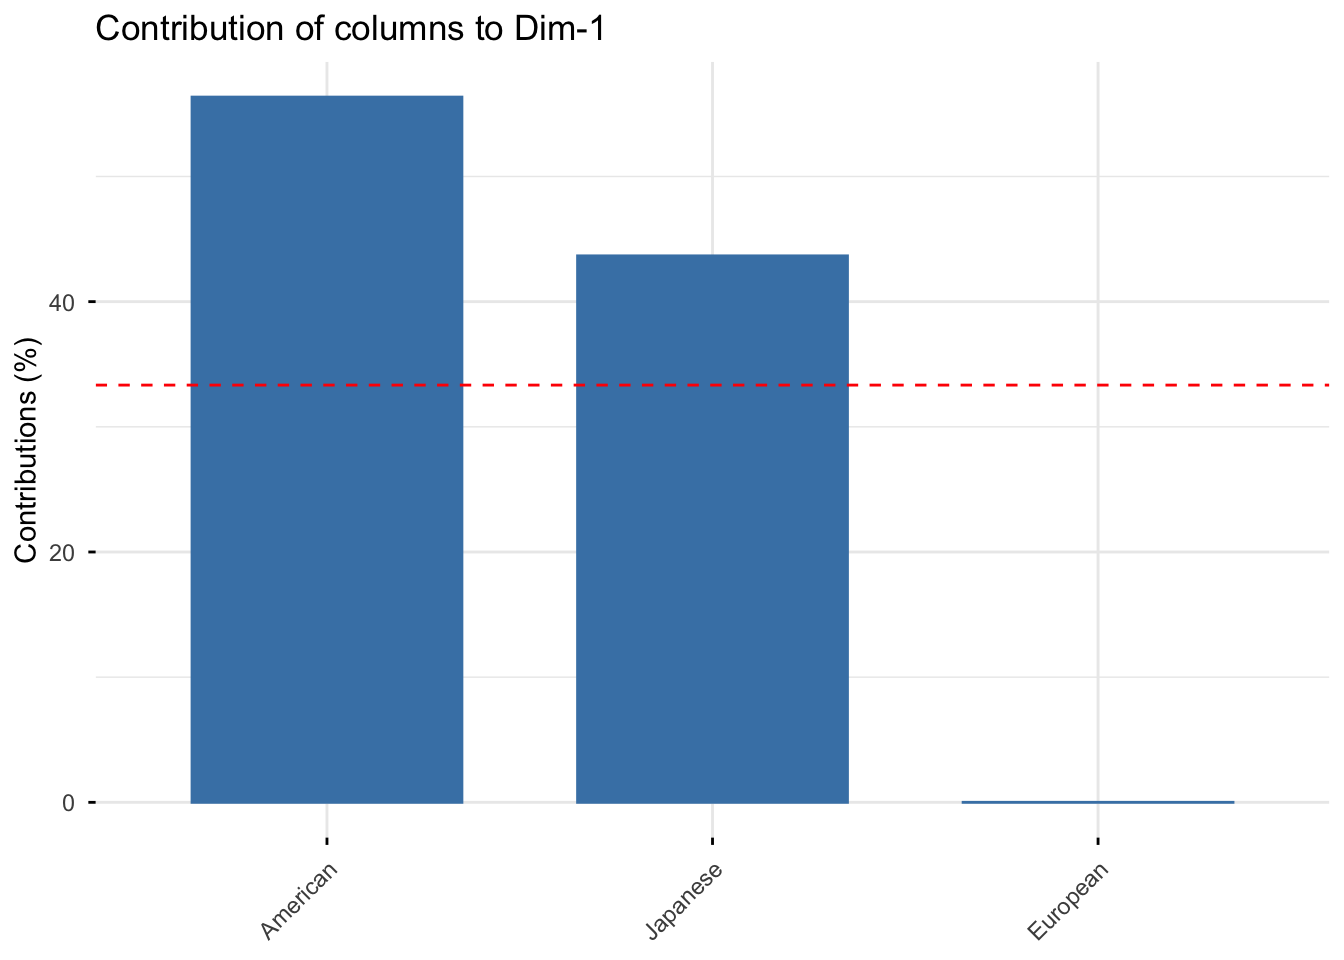 Contribution of columns to Dim-1
Contributions (%)
40
20
0
American
Japanese
European